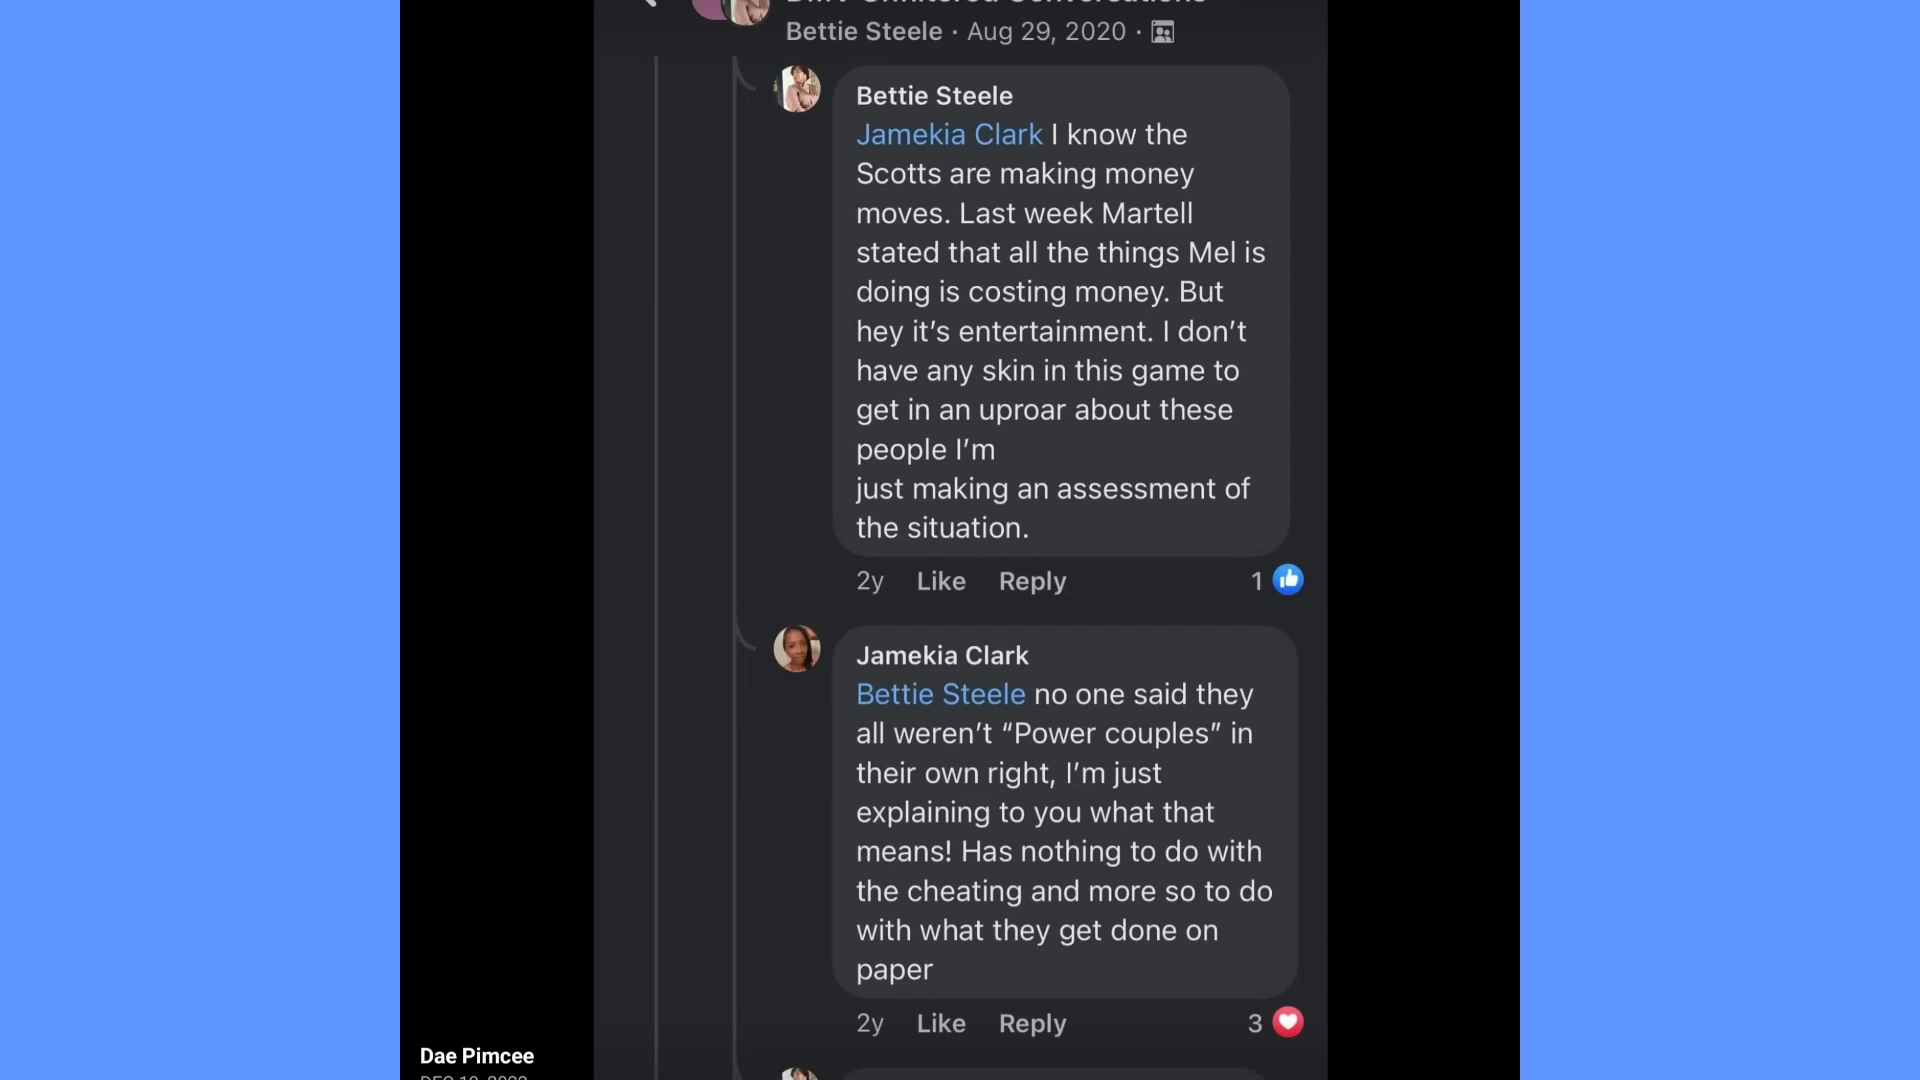 Bettie Steele · Aug 29, 2020 ·
Bettie Steele
Jamekia Clark I know the
Scotts are making money
moves. Last week Martell
stated that all the things Mel is
doing is costing money. But
hey it’s entertainment. I don’t
have any skin in this game to
get in an uproar about these
people I’m
just making an assessment of
the situation.
2y Like Reply 1
Jamekia Clark
Bettie Steele no one said they
all weren’t “Power couples” in
their own right, I’m just
explaining to you what that
means! Has nothing to do with
the cheating and more so to do
with what they get done on
paper
2y Like Reply 3
Dae Pimcee